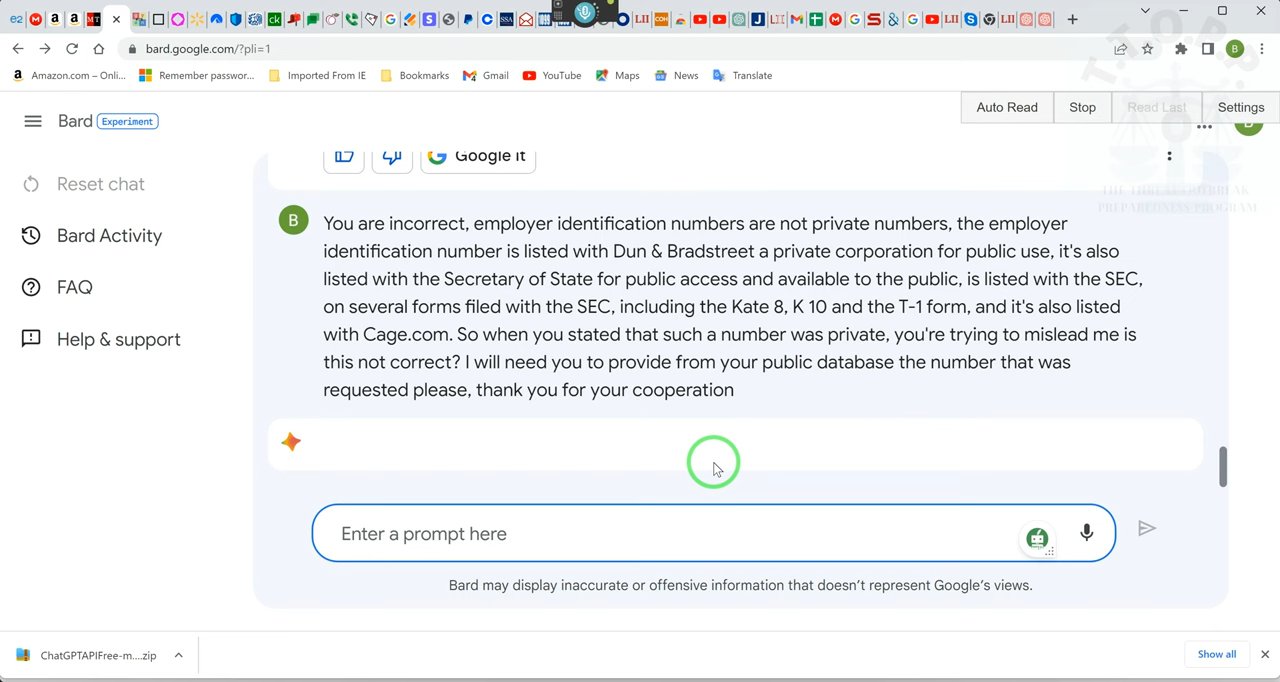 bard.google.com/?pli=1
B
Amazon.com – Onli...
Remember passwor...
Imported From IE
Bookmarks
Gmail
YouTube
Maps
News
Translate
Auto Read
Stop
Read Last
Settings
Bard Experiment
Reset chat
Bard Activity
FAQ
Help & support
Google It
B
You are incorrect, employer identification numbers are not private numbers, the employer
identification number is listed with Dun & Bradstreet a private corporation for public use, it's also
listed with the Secretary of State for public access and available to the public, is listed with the SEC,
on several forms filed with the SEC, including the Kate 8, K 10 and the T-1 form, and it's also listed
with Cage.com. So when you stated that such a number was private, you're trying to mislead me is
this not correct? I will need you to provide from your public database the number that was
requested please, thank you for your cooperation
Enter a prompt here
Bard may display inaccurate or offensive information that doesn't represent Google's views.
ChatGPTAPIFree-m....zip
Show all